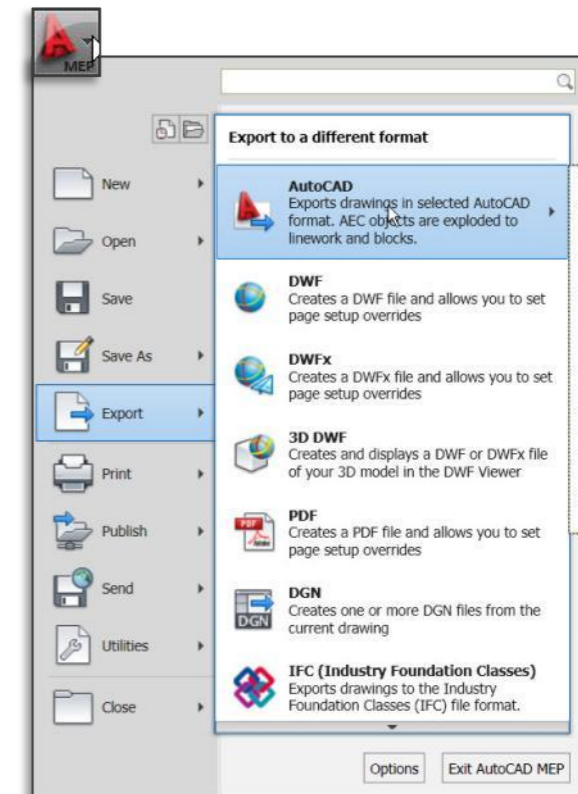 MEP
Export to a different format
New
Open
Save
Save As
Export
Print
Publish
Send
Utilities
Close
AutoCAD
Exports drawings in selected AutoCAD
format. AEC objects are exploded to
linework and blocks.
DWF
Creates a DWF file and allows you to set
page setup overrides
DWFx
Creates a DWFx file and allows you to set
page setup overrides
3D DWF
Creates and displays a DWF or DWFx file
of your 3D model in the DWF Viewer
PDF
PDF
Adobe
Creates a PDF file and allows you to set
page setup overrides
DGN
DGN
Creates one or more DGN files from the
current drawing
IFC (Industry Foundation Classes)
Exports drawings to the Industry
Foundation Classes (IFC) file format.
Options
Exit AutoCAD MEP